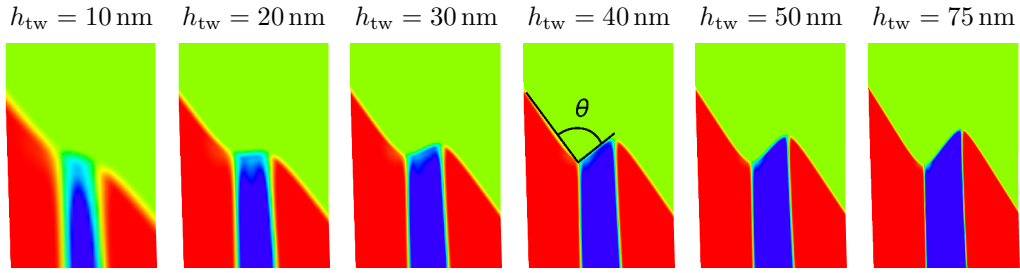 h_tw = 10 nm h_tw = 20 nm h_tw = 30 nm h_tw = 40 nm h_tw = 50 nm h_tw = 75 nm
θ